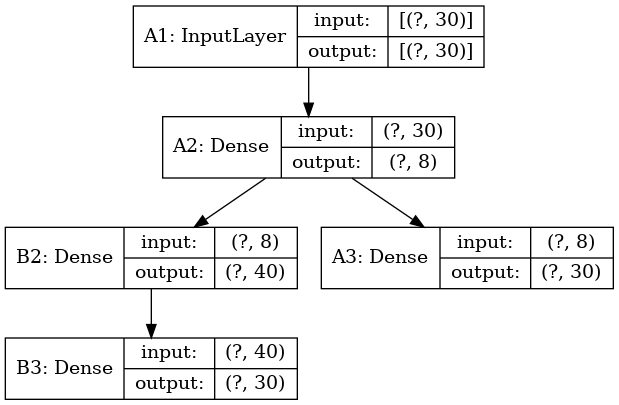 A1: InputLayer
input:
[(?, 30)]
output:
[(?, 30)]
A2: Dense
input:
(?, 30)
output:
(?, 8)
B2: Dense
input:
(?, 8)
output:
(?, 40)
A3: Dense
input:
(?, 8)
output:
(?, 30)
B3: Dense
input:
(?, 40)
output:
(?, 30)